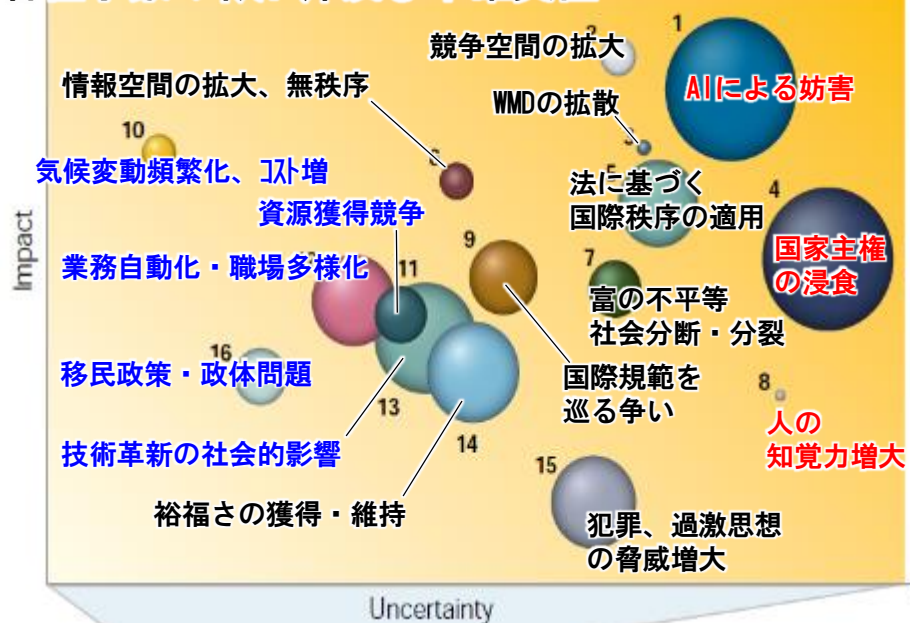 1
競争空間の拡大
AIによる妨害
情報空間の拡大、無秩序
WMDの拡散
10
気候変動頻繁化、コスト増
資源獲得競争
5
法に基づく
国際秩序の適用
4
国家主権
の浸食
Impact
業務自動化・職場多様化
11
9
7
富の不平等
社会分断・分裂
16
移民政策・政体問題
国際規範を
巡る争い
8
13
人の
知覚力増大
14
技術革新の社会的影響
15
裕福さの獲得・維持
犯罪、過激思想
の脅威増大
Uncertainty